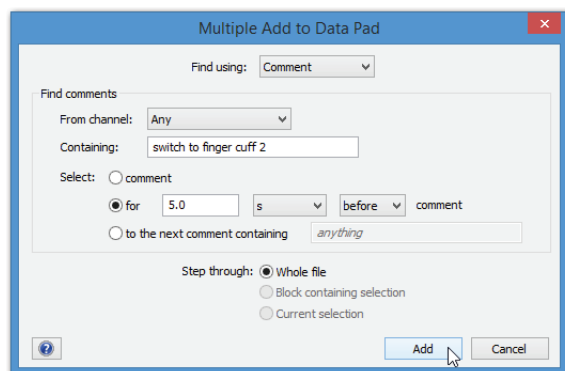 Multiple Add to Data Pad
x
Find using: Comment
Find comments
From channel: Any
Containing: switch to finger cuff 2
Select: comment
for 5.0 s before comment
to the next comment containing anything
Step through: Whole file
Block containing selection
Current selection
? Add Cancel